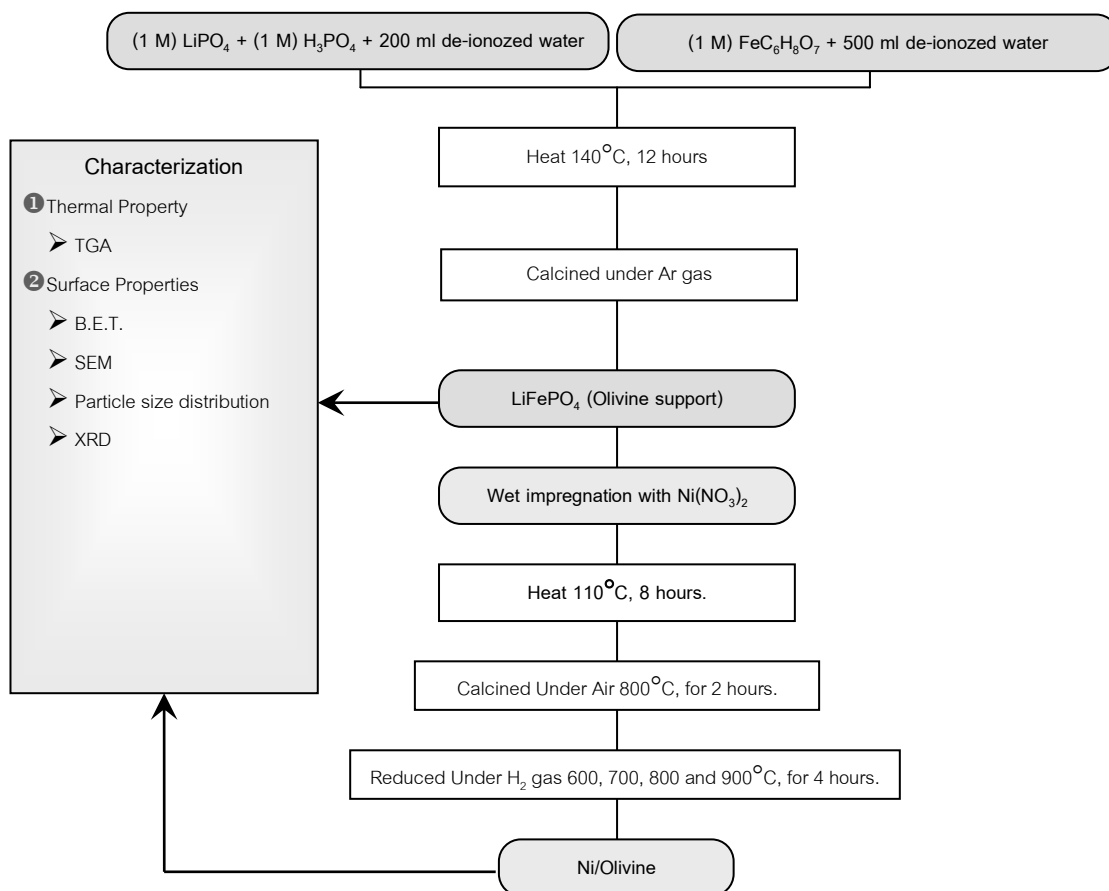 (1 M) LiPO₄ + (1 M) H₃PO₄ + 200 ml de-ionozed water
(1 M) FeC₆H₈O₇ + 500 ml de-ionozed water
Heat 140°C, 12 hours
Calcined under Ar gas
Characterization
❶Thermal Property
➢ TGA
❷Surface Properties
➢ B.E.T.
➢ SEM
➢ Particle size distribution
➢ XRD
LiFePO₄ (Olivine support)
Wet impregnation with Ni(NO₃)₂
Heat 110°C, 8 hours.
Calcined Under Air 800°C, for 2 hours.
Reduced Under H₂ gas 600, 700, 800 and 900°C, for 4 hours.
Ni/Olivine